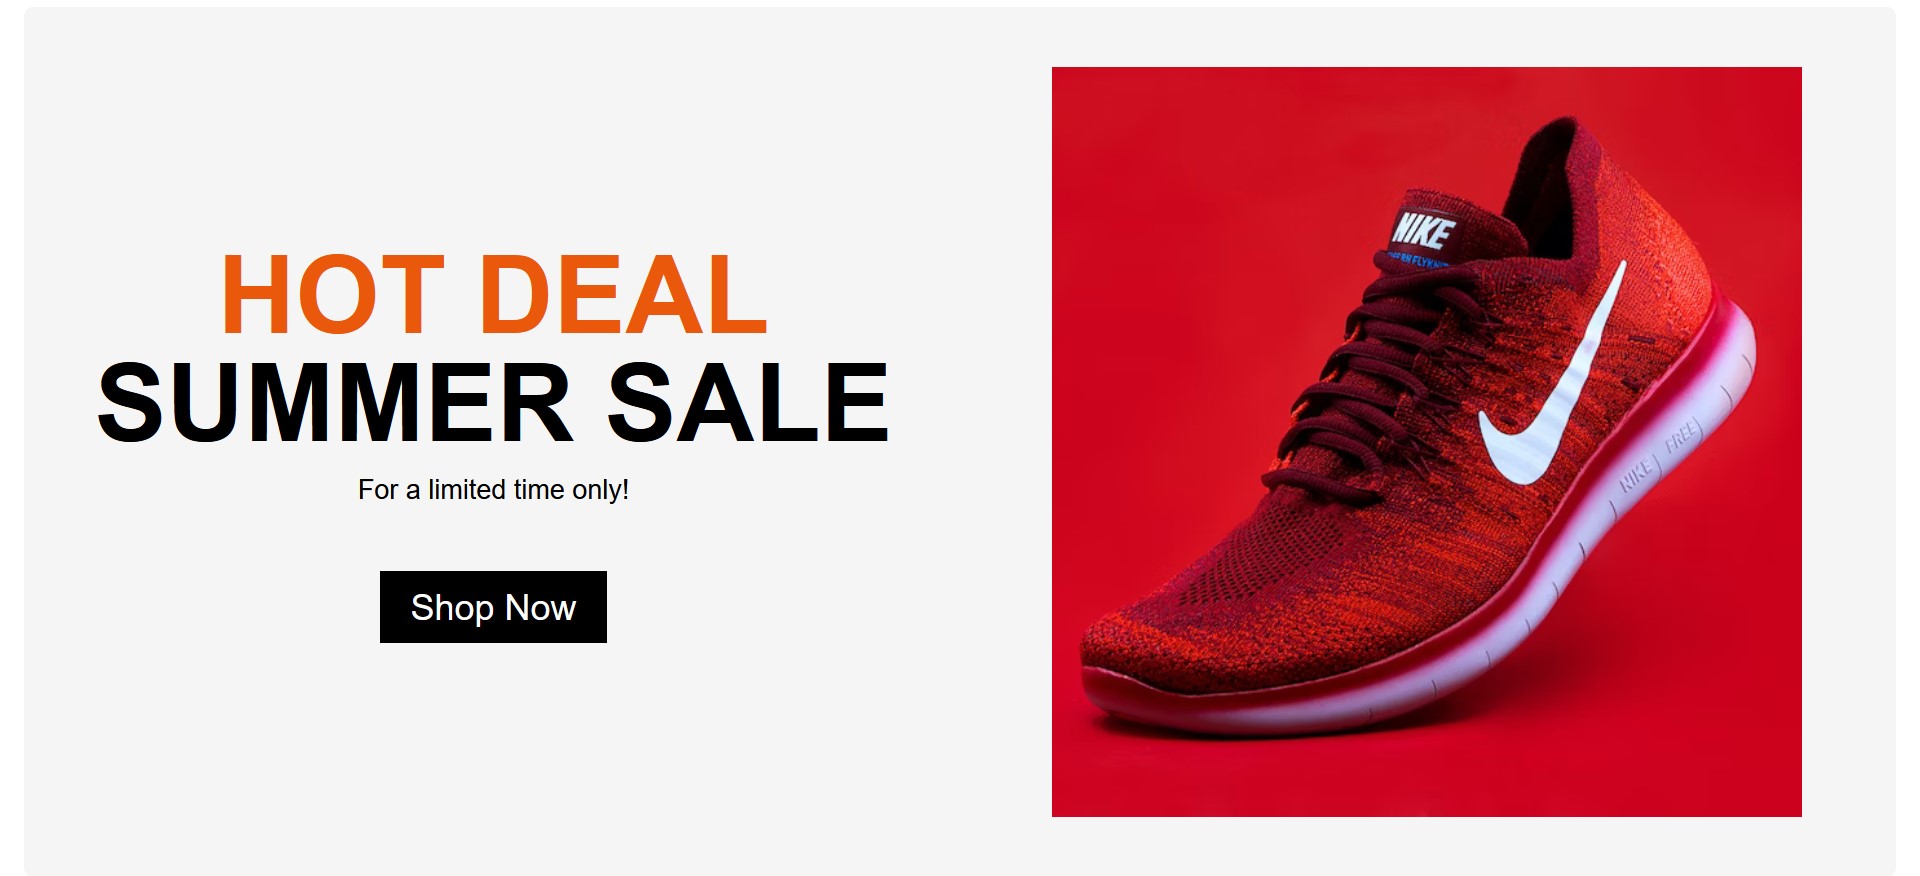 HOT DEAL
SUMMER SALE
For a limited time only!
Shop Now
NIKE
NIKE FREE